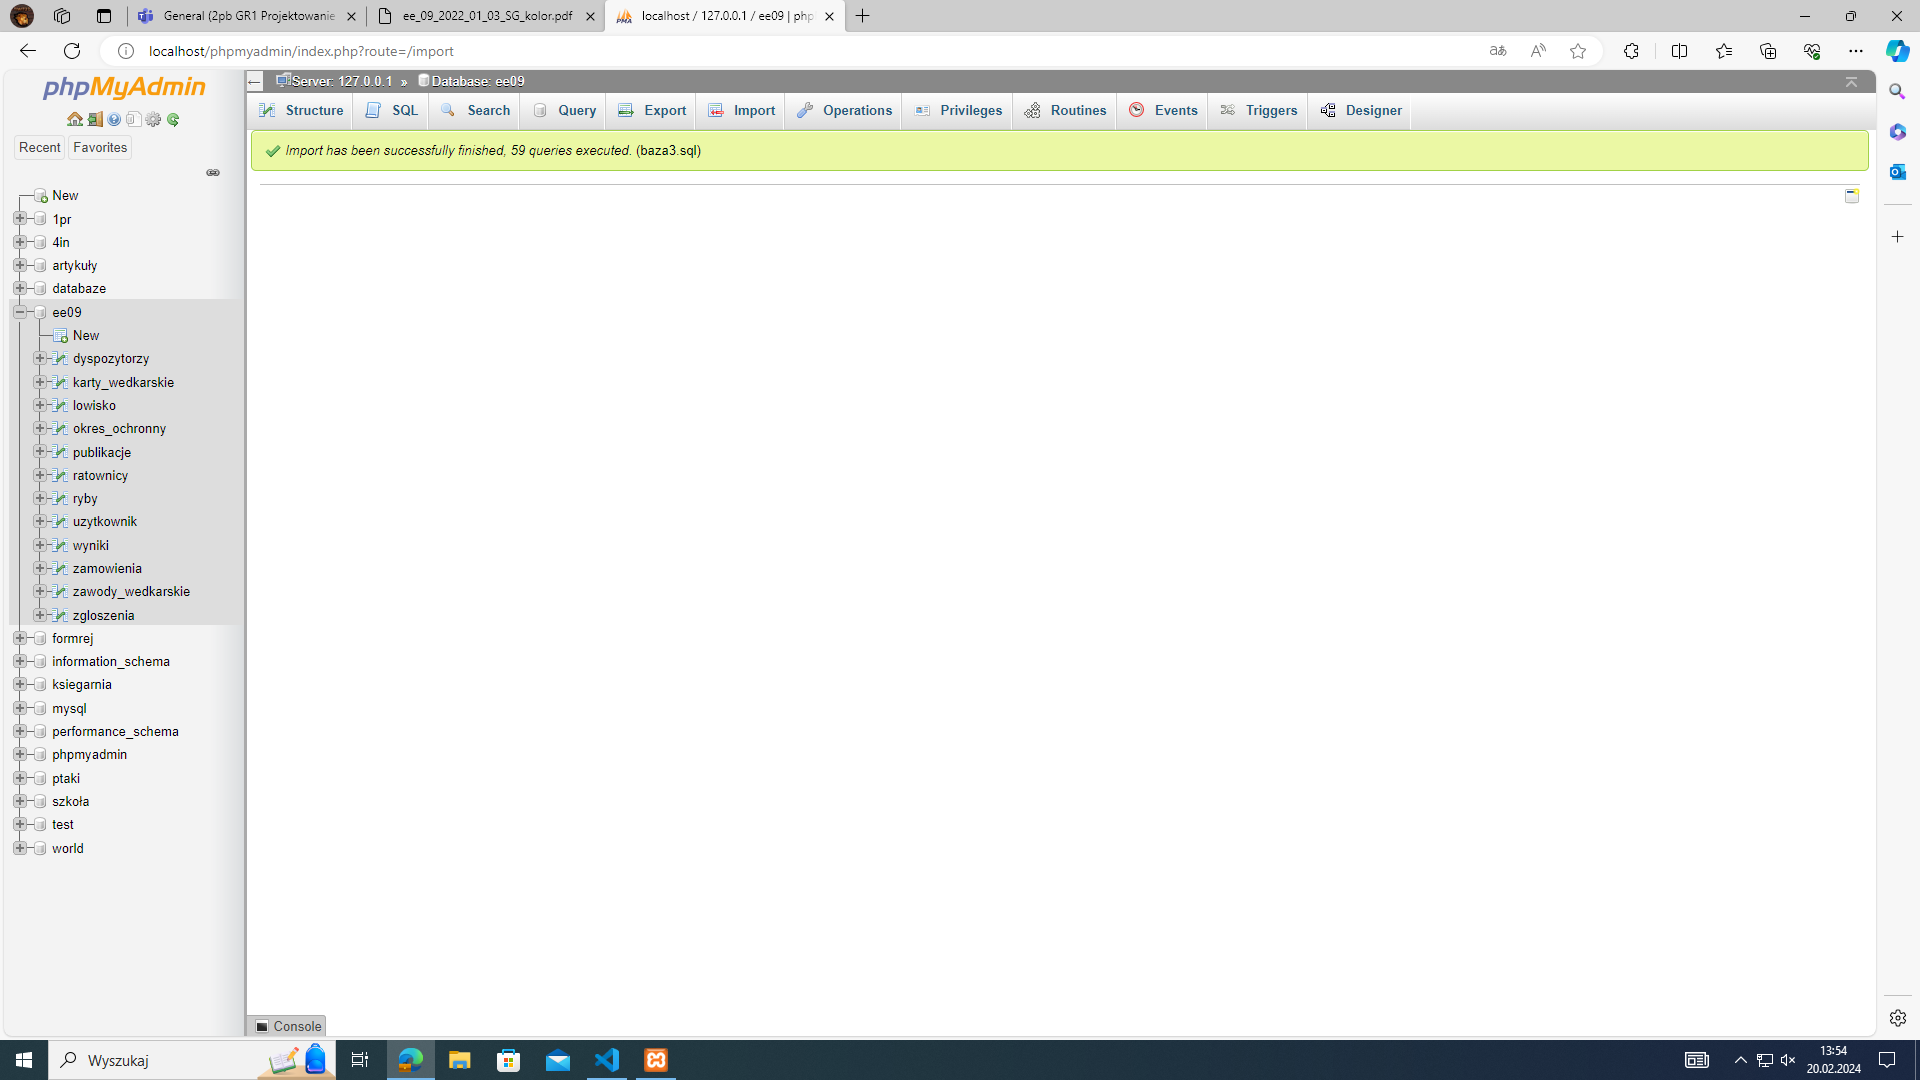 General (2pb GR1 Projektowanie
ee_09_2022_01_03_SG_kolor.pdf
localhost / 127.0.0.1 / ee09 | php
localhost/phpmyadmin/index.php?route=/import
phpMyAdmin
Recent
Favorites
New
1pr
4in
artykuły
databaze
ee09
New
dyspozytorzy
karty_wedkarskie
lowisko
okres_ochronny
publikacje
ratownicy
ryby
uzytkownik
wyniki
zamowienia
zawody_wedkarskie
zgloszenia
formrej
information_schema
ksiegarnia
mysql
performance_schema
phpmyadmin
ptaki
szkoła
test
world
Server: 127.0.0.1 » Database: ee09
Structure
SQL
Search
Query
Export
Import
Operations
Privileges
Routines
Events
Triggers
Designer
Import has been successfully finished, 59 queries executed. (baza3.sql)
Console
Wyszukaj
13:54
20.02.2024